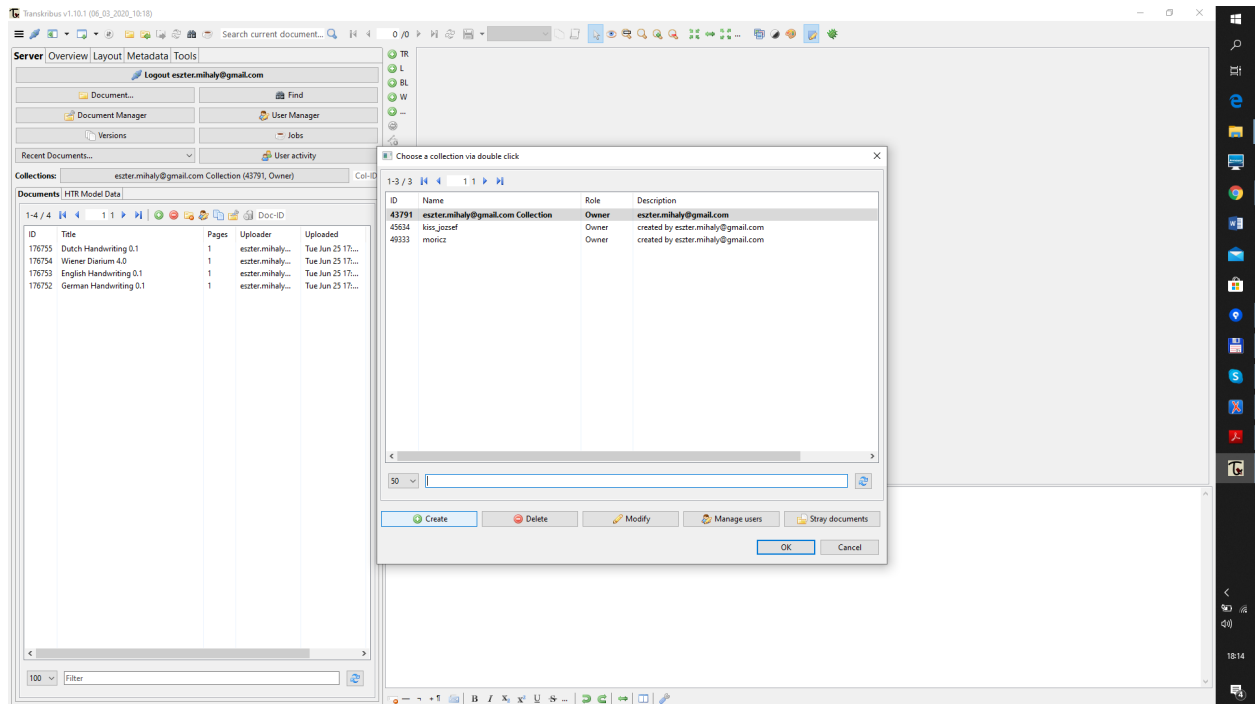 Transkribus v1.10.1 (06_03_2020_10:18)
Search current document...
0 /0
Server Overview Layout Metadata Tools
Logout eszter.mihaly@gmail.com
Document... Find
Document Manager User Manager
Versions Jobs
Recent Documents... User activity
Collections: eszter.mihaly@gmail.com Collection (43791, Owner) Col-ID
Documents HTR Model Data
1-4 / 4 1 1 Doc-ID
ID Title Pages Uploader Uploaded
176755 Dutch Handwriting 0.1 1 eszter.mihaly... Tue Jun 25 17:...
176754 Wiener Diarium 4.0 1 eszter.mihaly... Tue Jun 25 17:...
176753 English Handwriting 0.1 1 eszter.mihaly... Tue Jun 25 17:...
176752 German Handwriting 0.1 1 eszter.mihaly... Tue Jun 25 17:...
100 Filter
TR
L
BL
W
...
Choose a collection via double click
1-3 / 3 1 1
ID Name Role Description
43791 eszter.mihaly@gmail.com Collection Owner eszter.mihaly@gmail.com
45634 kiss_jozsef Owner created by eszter.mihaly@gmail.com
49333 moricz Owner created by eszter.mihaly@gmail.com
50
Create Delete Modify Manage users Stray documents
OK Cancel
B I X₁ x² U S ...
18:14
4